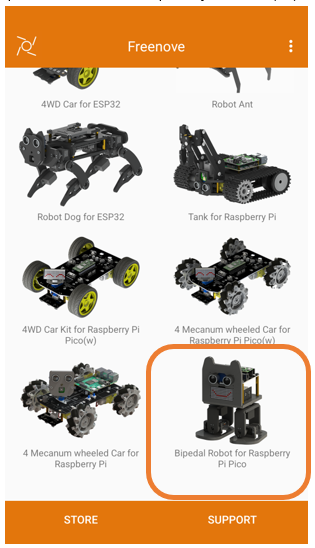 Freenove
4WD Car for ESP32
Robot Ant
Robot Dog for ESP32
Tank for Raspberry Pi
4WD Car Kit for Raspberry Pi
Pico(w)
4 Mecanum wheeled Car for
Raspberry Pi Pico(w)
4 Mecanum wheeled Car for
Raspberry Pi
Bipedal Robot for Raspberry
Pi Pico
STORE
SUPPORT